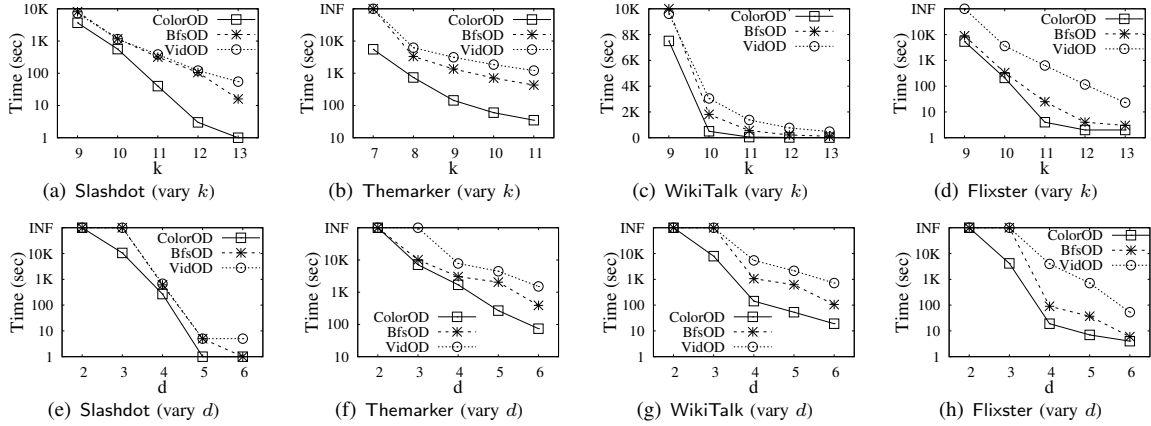 10K
1K
100
10
1
Time (sec)
ColorOD
BfsOD
VidOD
9 10 11 12 13
k
(a) Slashdot (vary k)
INF
10K
1K
100
10
Time (sec)
ColorOD
BfsOD
VidOD
7 8 9 10 11
k
(b) Themarker (vary k)
10K
8K
6K
4K
2K
0
Time (sec)
ColorOD
BfsOD
VidOD
9 10 11 12 13
k
(c) WikiTalk (vary k)
INF
10K
1K
100
10
1
Time (sec)
ColorOD
BfsOD
VidOD
9 10 11 12 13
k
(d) Flixster (vary k)
INF
10K
1K
100
10
1
Time (sec)
ColorOD
BfsOD
VidOD
2 3 4 5 6
d
(e) Slashdot (vary d)
INF
10K
1K
100
10
Time (sec)
ColorOD
BfsOD
VidOD
2 3 4 5 6
d
(f) Themarker (vary d)
INF
10K
1K
100
10
1
Time (sec)
ColorOD
BfsOD
VidOD
2 3 4 5 6
d
(g) WikiTalk (vary d)
INF
10K
1K
100
10
1
Time (sec)
ColorOD
BfsOD
VidOD
2 3 4 5 6
d
(h) Flixster (vary d)